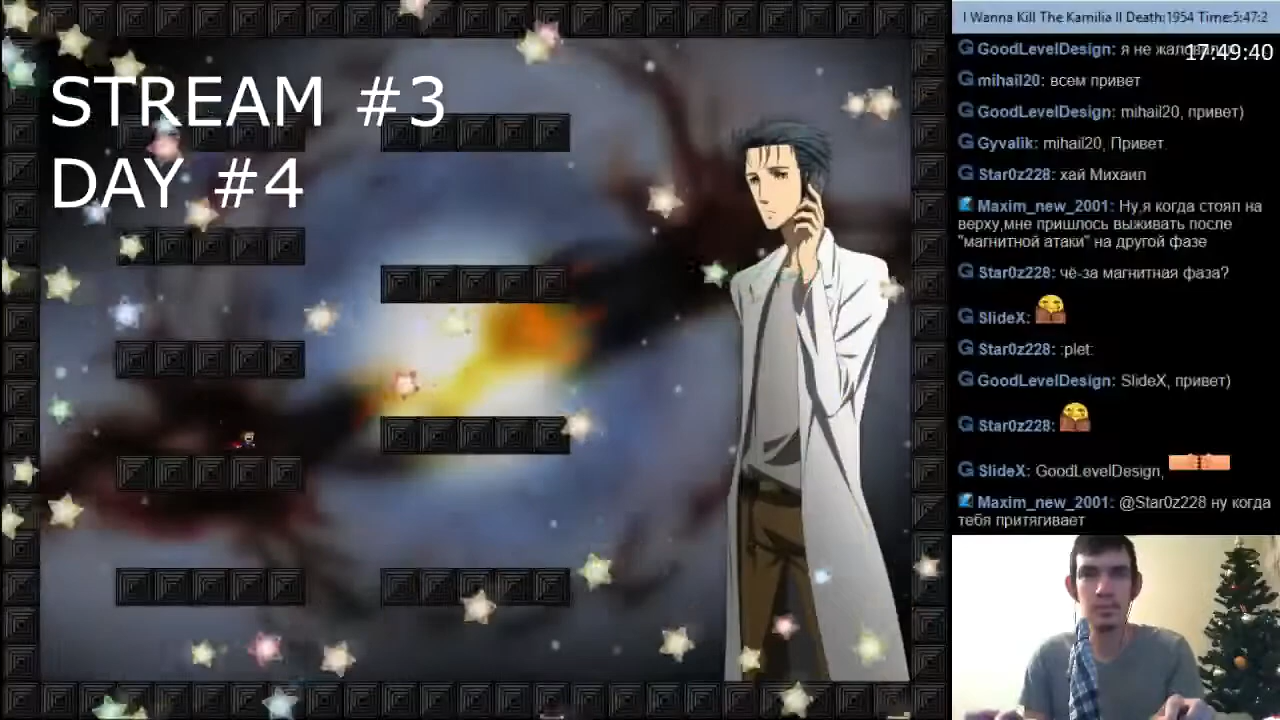 I Wanna Kill The Kamilia II Death:1954 Time:5:47:2
STREAM #3
DAY #4
17:49:40
GoodLevelDesign: я не
mihail20: всем привет
GoodLevelDesign: mihail20, привет)
Gyvalik: mihail20, Привет.
Star0z228: хай Михаил
Maxim_new_2001: Ну,я когда стоял на
верху,мне пришлось выживать после
"магнитной атаки" на другой фазе
Star0z228: чё-за магнитная фаза?
SlideX:
Star0z228: :plet:
GoodLevelDesign: SlideX, привет)
Star0z228:
SlideX: GoodLevelDesign,
Maxim_new_2001: @Star0z228 ну когда
тебя притягивает